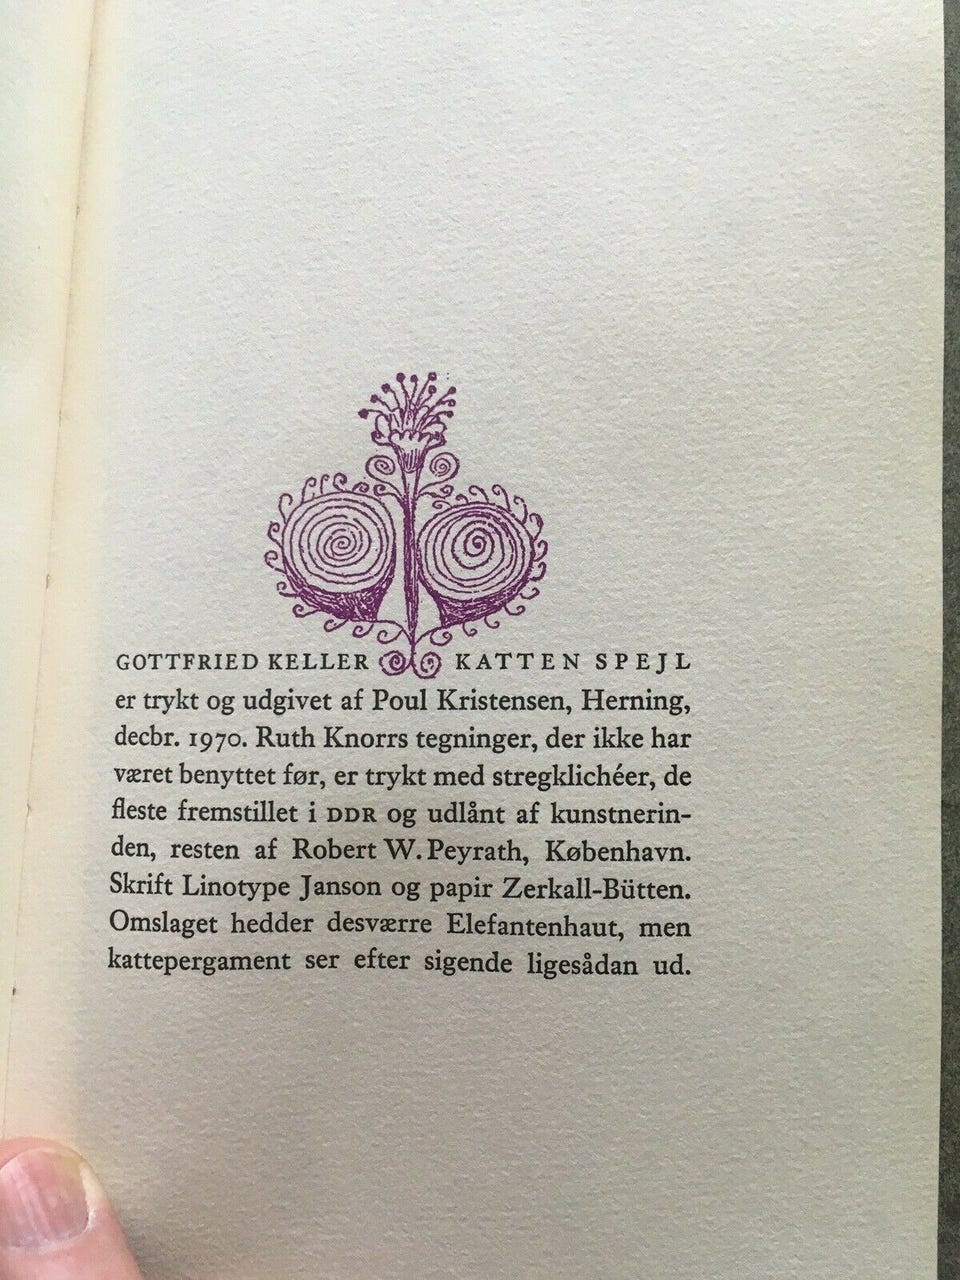 GOTTFRIED KELLER KATTEN SPEJL
er trykt og udgivet af Poul Kristensen, Herning,
decbr. 1970. Ruth Knorrs tegninger, der ikke har
været benyttet før, er trykt med stregklichéer, de
fleste fremstillet i DDR og udlånt af kunstnerin-
den, resten af Robert W. Peyrath, København.
Skrift Linotype Janson og papir Zerkall-Bütten.
Omslaget hedder desværre Elefantenhaut, men
kattepergament ser efter sigende ligesådan ud.